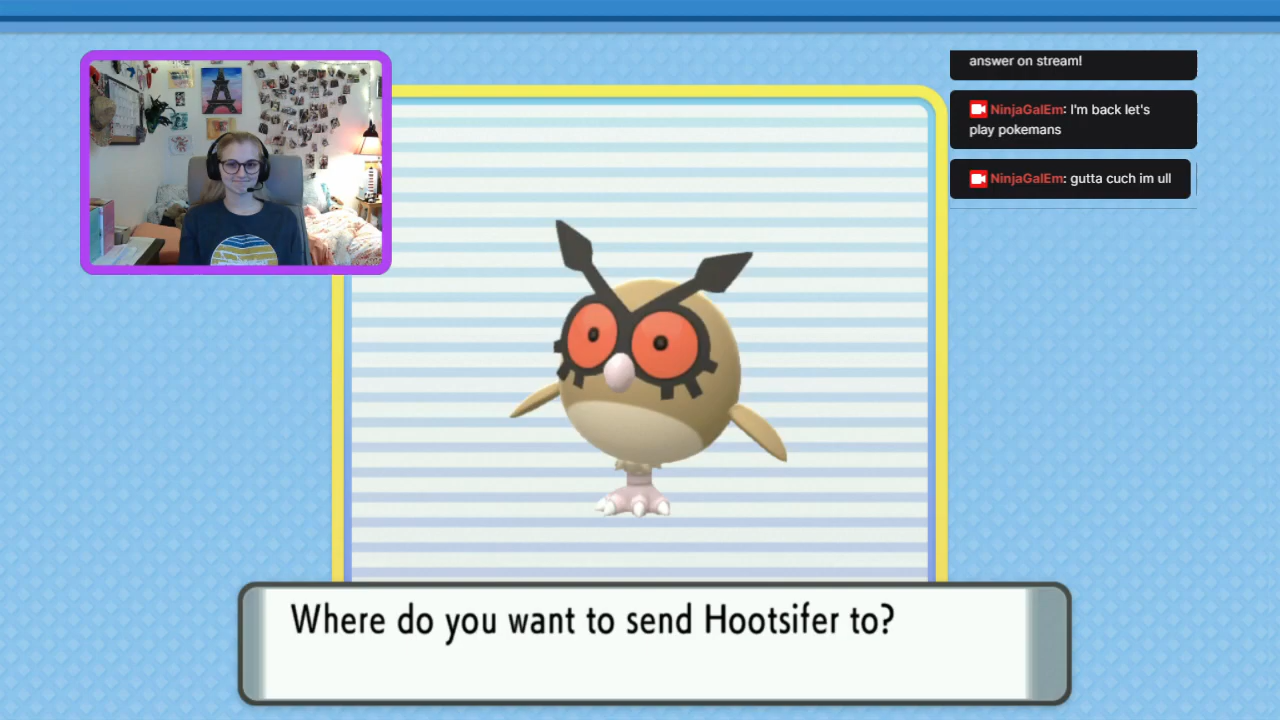 answer on stream!
NinjaGalEm: I'm back let's
play pokemans
NinjaGalEm: gutta cuch im ull
Where do you want to send Hootsifer to?